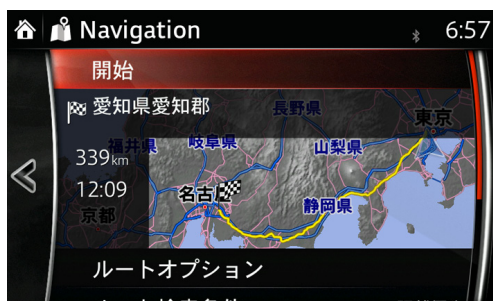 Navigation
6:57
開始
愛知県愛知郡
長野県
東京
福井県
岐阜県
山梨県
339km
12:09
名古屋
静岡県
京都
ルートオプション